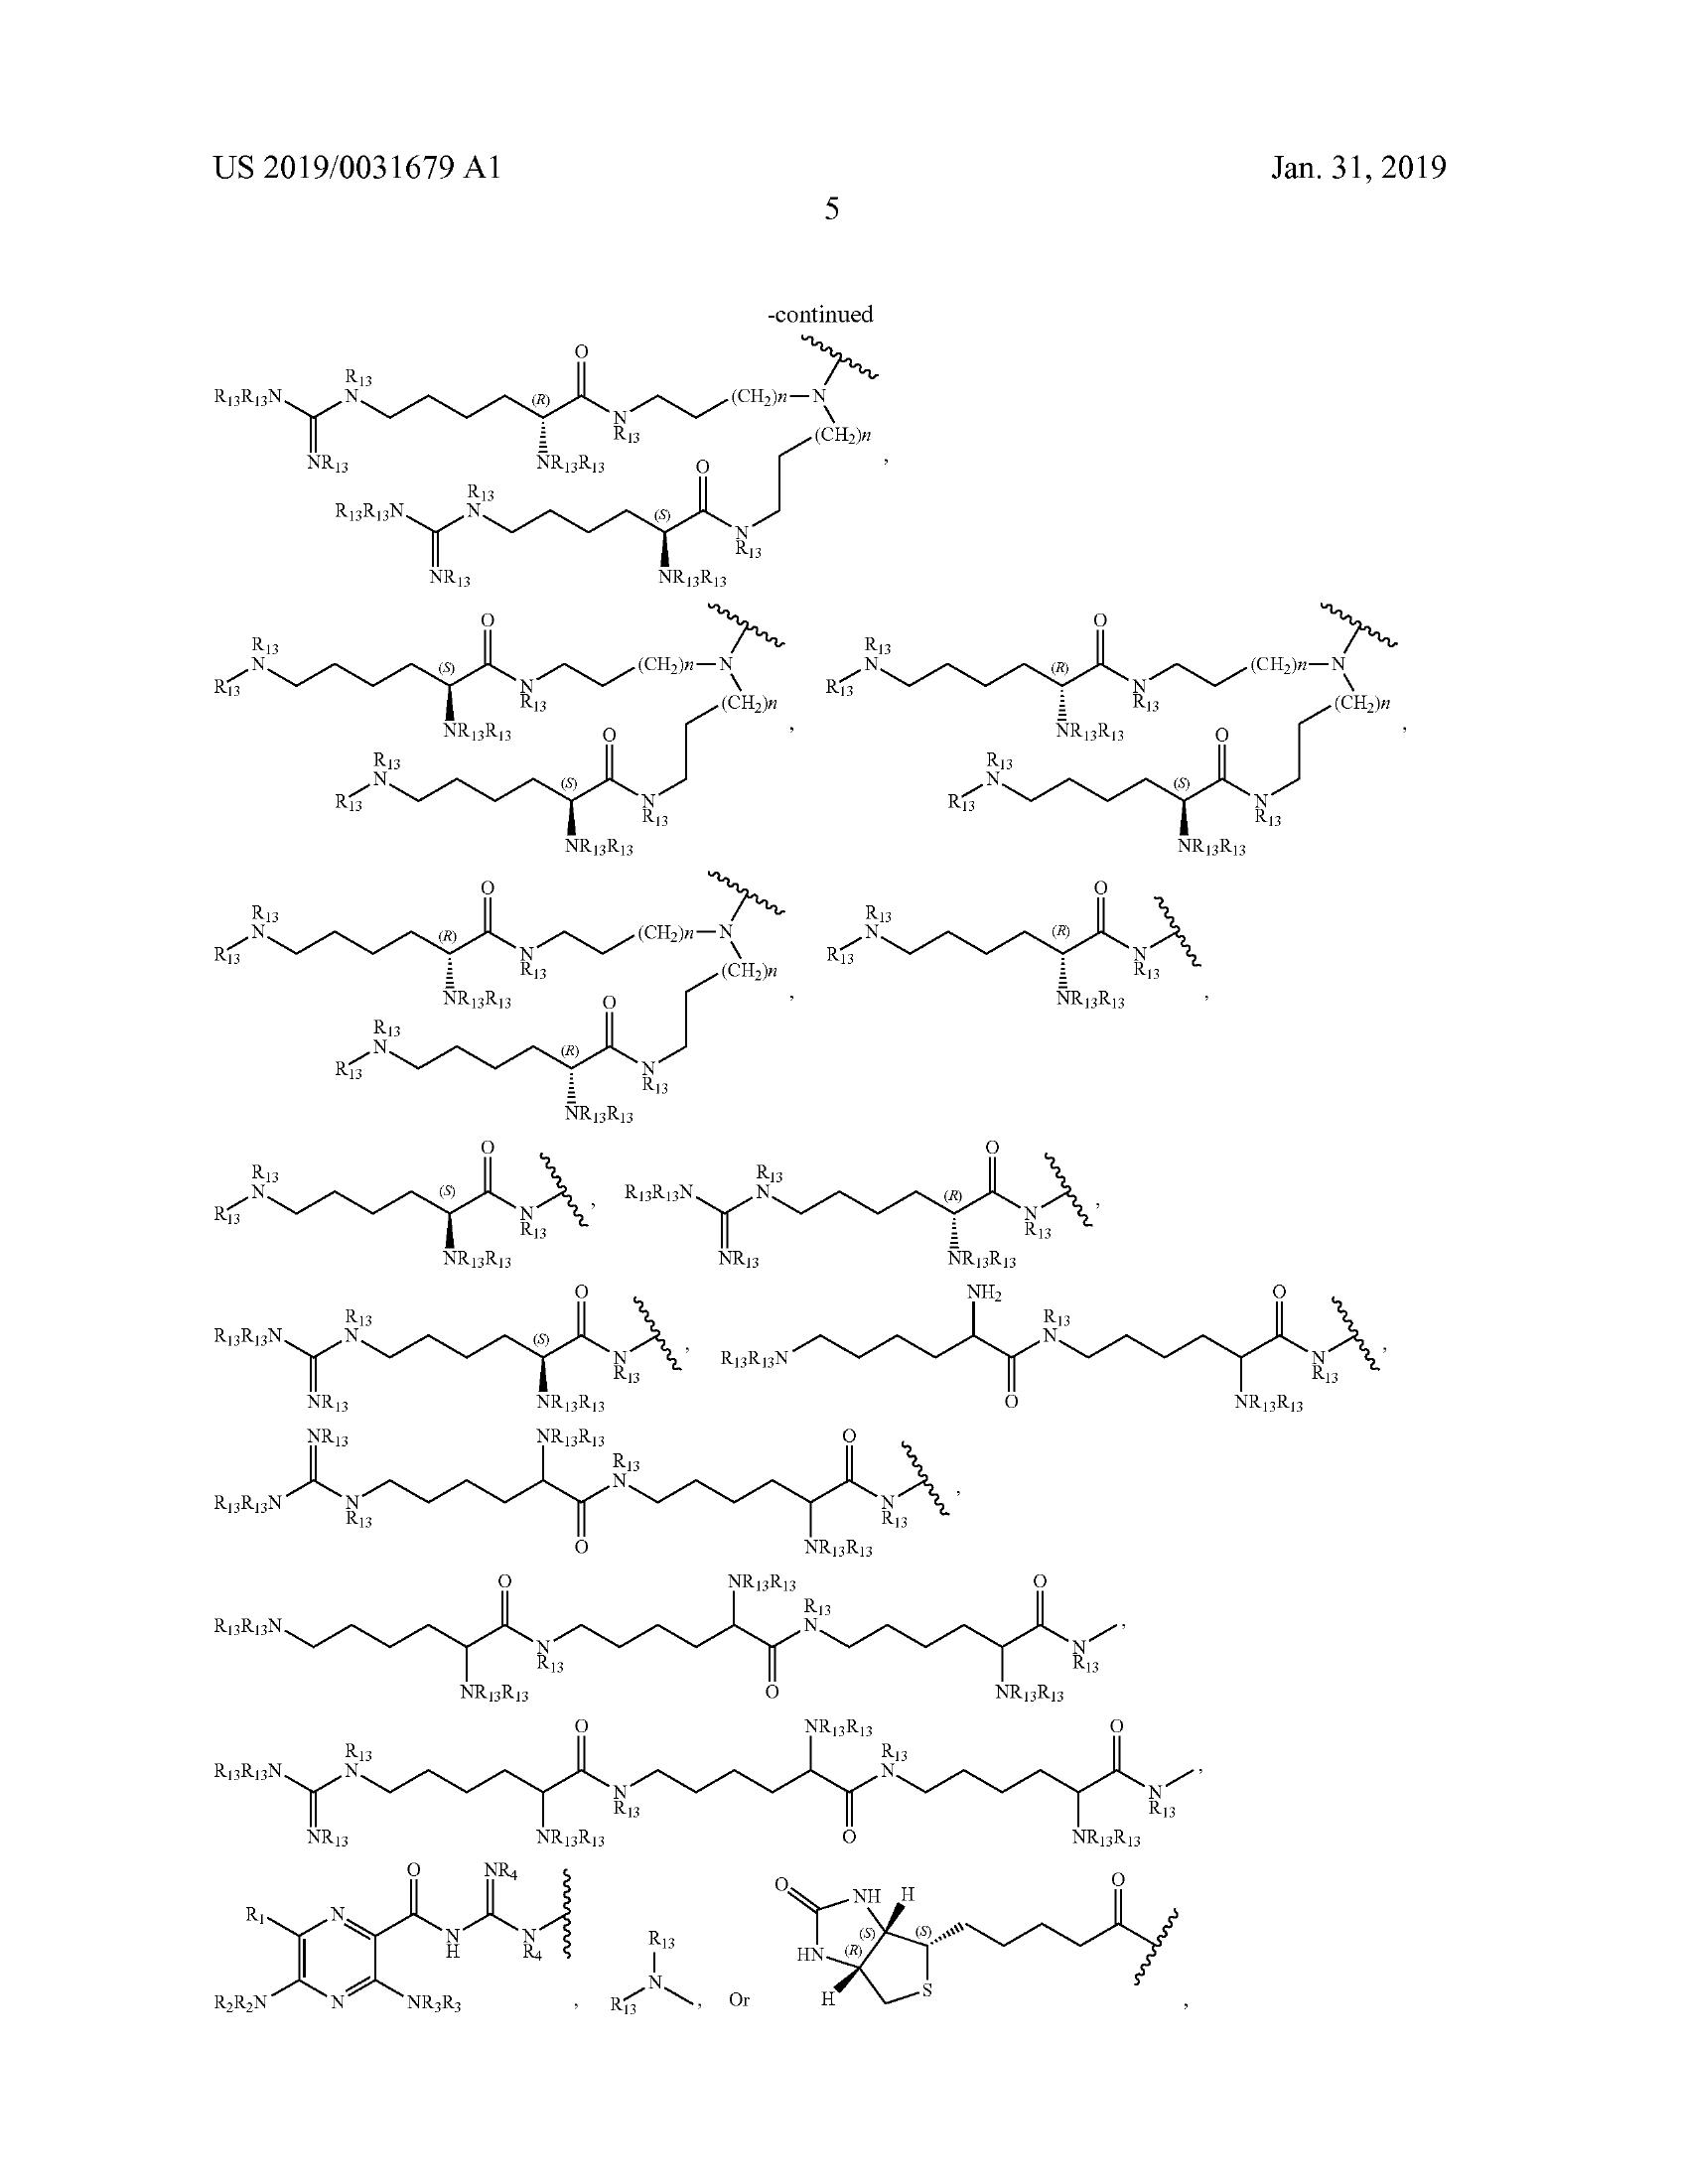 US 2019/0031679 A1 Jan. 31, 2019
5
-continued
O
R13
R13R13N N (R) N (CH2)n N
R13
(CH2)n
NR13 NR13R13 ,
O
R13
R13R13N N (S) N
R13
NR13 NR13R13
O O
R13 R13
N (S) (CH2)n N N (R) (CH2)n N
R13 N R13 N
R13 R13
(CH2)n (CH2)n
NR13R13 , NR13R13 ,
O O
R13 R13
N (S) N (S)
R13 N R13 N
R13 R13
NR13R13 NR13R13
O O
R13 R13
N (R) (CH2)n N N (R)
R13 N R13 N
R13 R13
(CH2)n
NR13R13 , NR13R13 ,
O
R13
N (R)
R13 N
R13
NR13R13
O O
R13 R13
N (S) , R13R13N N (R) ,
R13 N N
R13 R13
NR13R13 NR13 NR13R13
O NH2 O
R13 R13
R13R13N N (S) , N ,
N R13R13N N
R13 R13
NR13 NR13R13 O NR13R13
NR13 NR13R13 O
R13
N ,
R13R13N N N
R13 R13
O NR13R13
O NR13R13 O
R13
R13R13N N ,
N N
R13 R13
NR13R13 O NR13R13
O NR13R13 O
R13 R13
R13R13N N N ,
N N
R13 R13
NR13 NR13R13 O NR13R13
O NR4 O O
NH H
R1 N
N N R13 (S) (S)
H R4 HN (R)
N
R2R2N N NR3R3 , R13 , Or H S ,